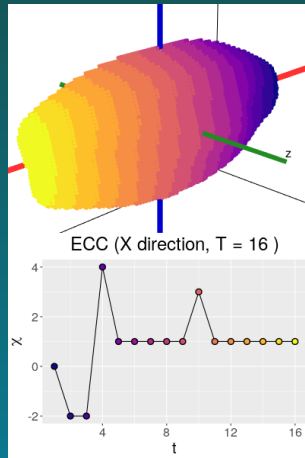 z
ECC (X direction, T = 16 )
4
2
0
-2
χ
4
8
12
16
t